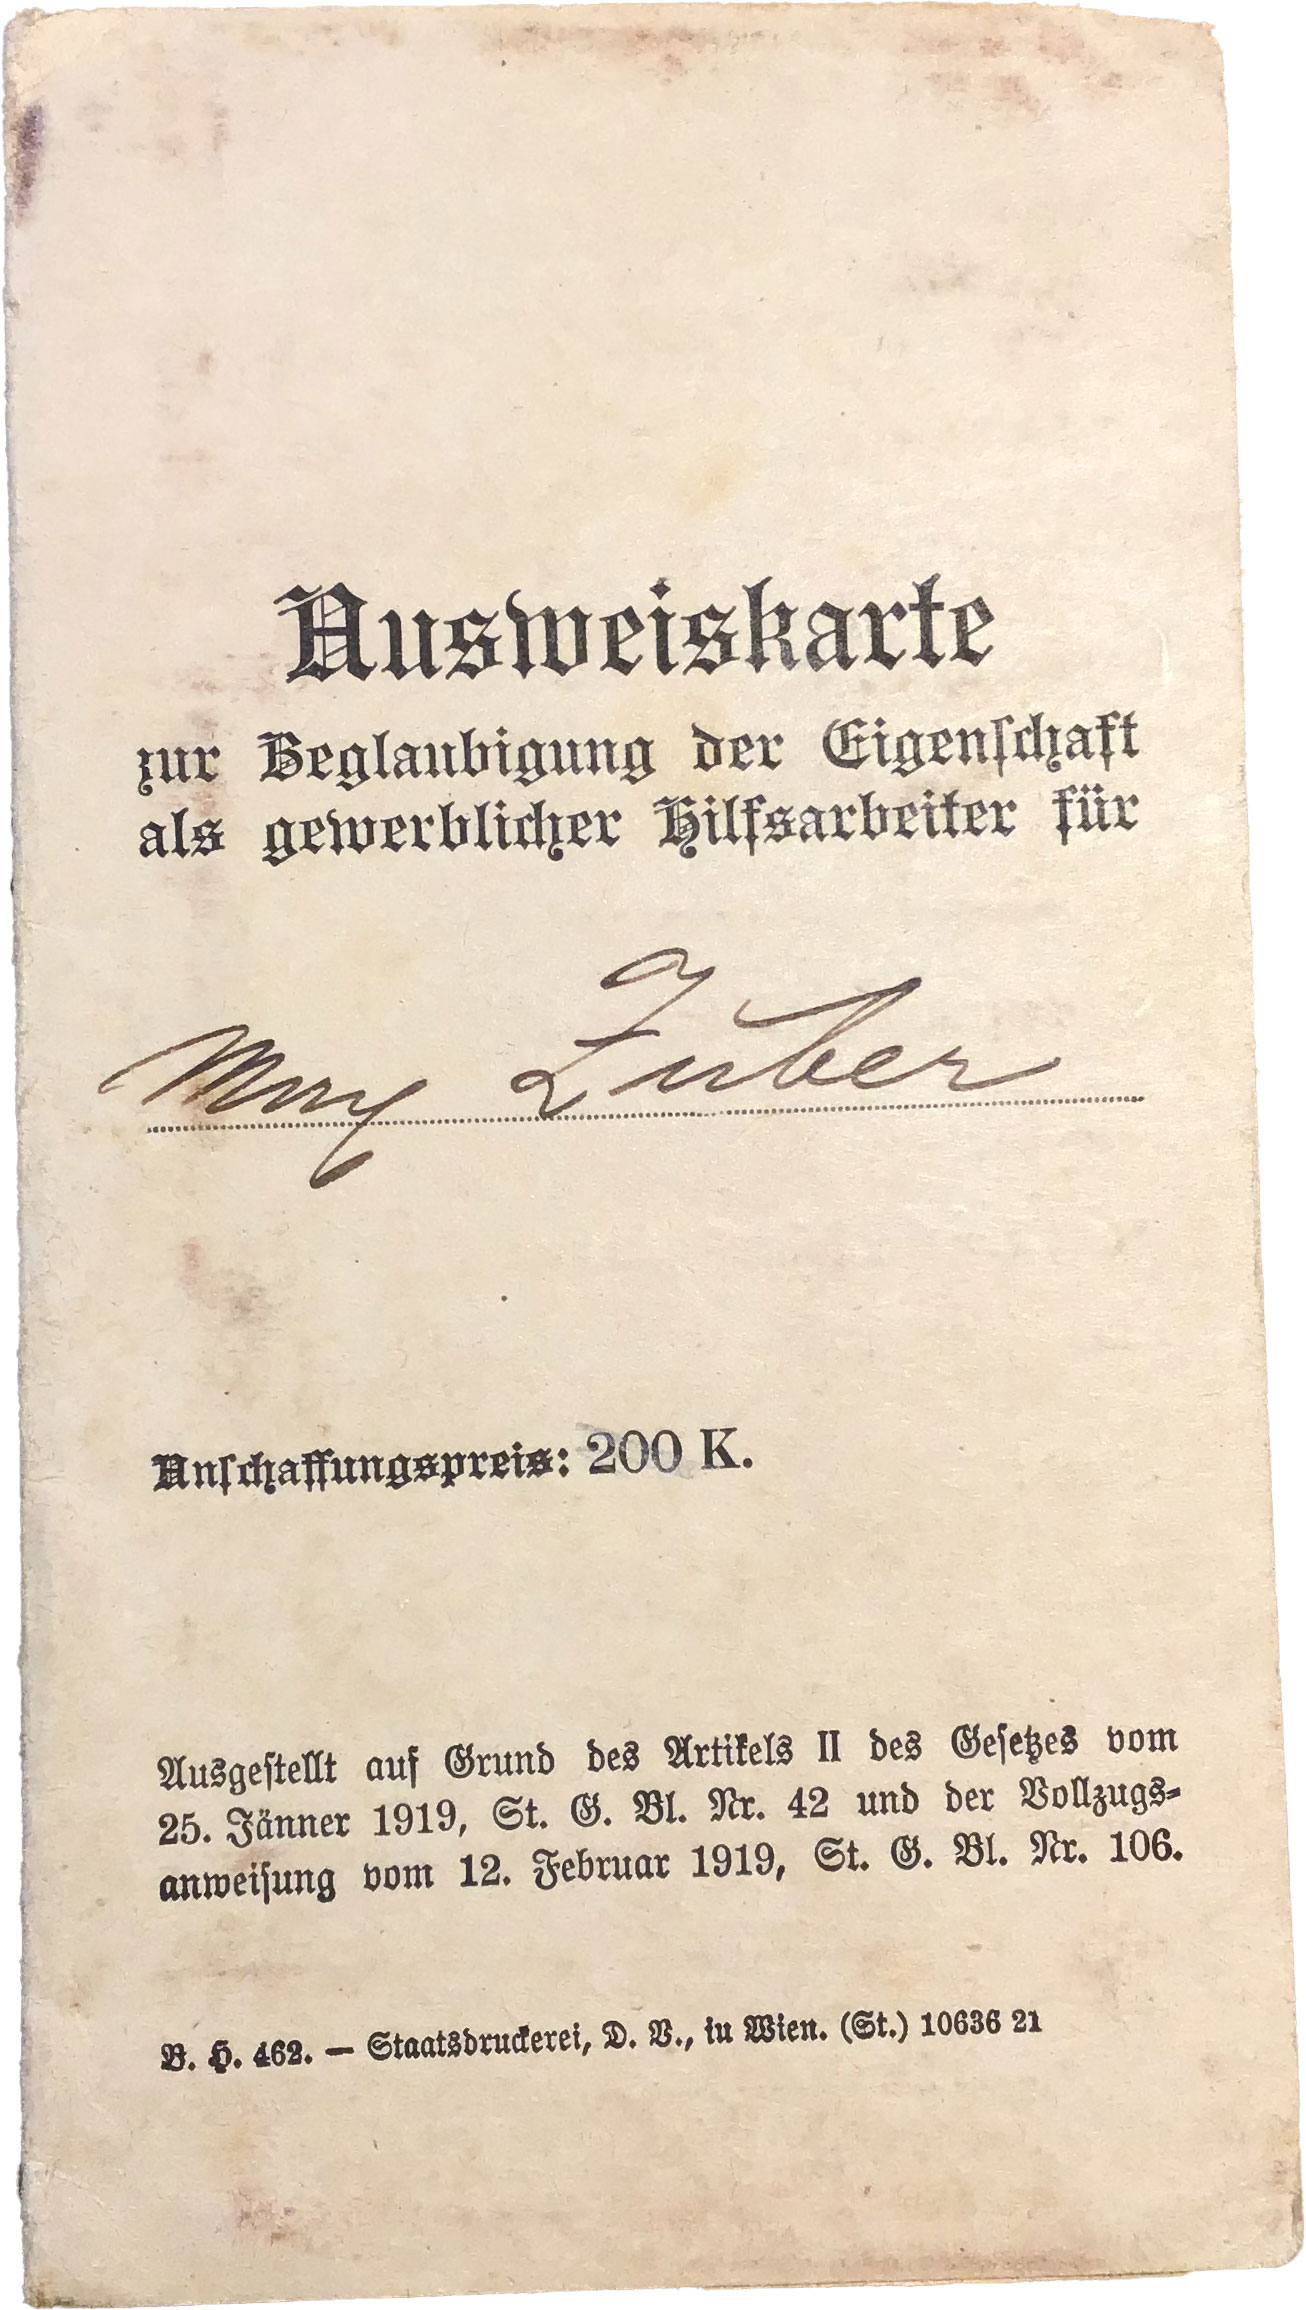 Ausweiskarte
zur Beglaubigung der Eigenschaft
als gewerblicher Hilfsarbeiter für
Max Zuber
Anschaffungspreis: 200 K.
Ausgestellt auf Grund des Artikels II des Gesetzes vom
25. Jänner 1919, St. G. Bl. Nr. 42 und der Vollzugs-
anweisung vom 12. Februar 1919, St. G. Bl. Nr. 106.
B. H. 462. — Staatsdruckerei, D. V., in Wien. (St.) 10636 21